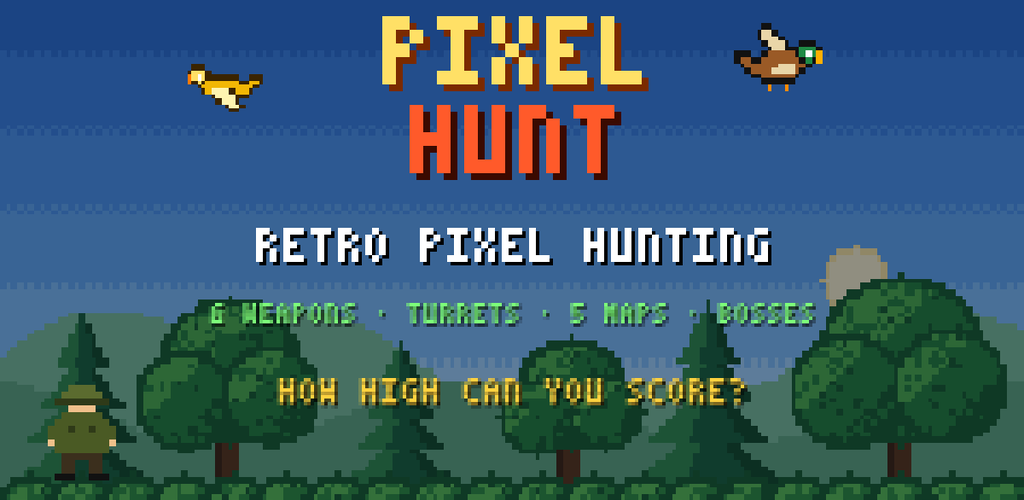 PIXEL
HUNT
RETRO PIXEL HUNTING
6 WEAPONS · TURRETS · 5 MAPS · BOSSES
HOW HIGH CAN YOU SCORE?